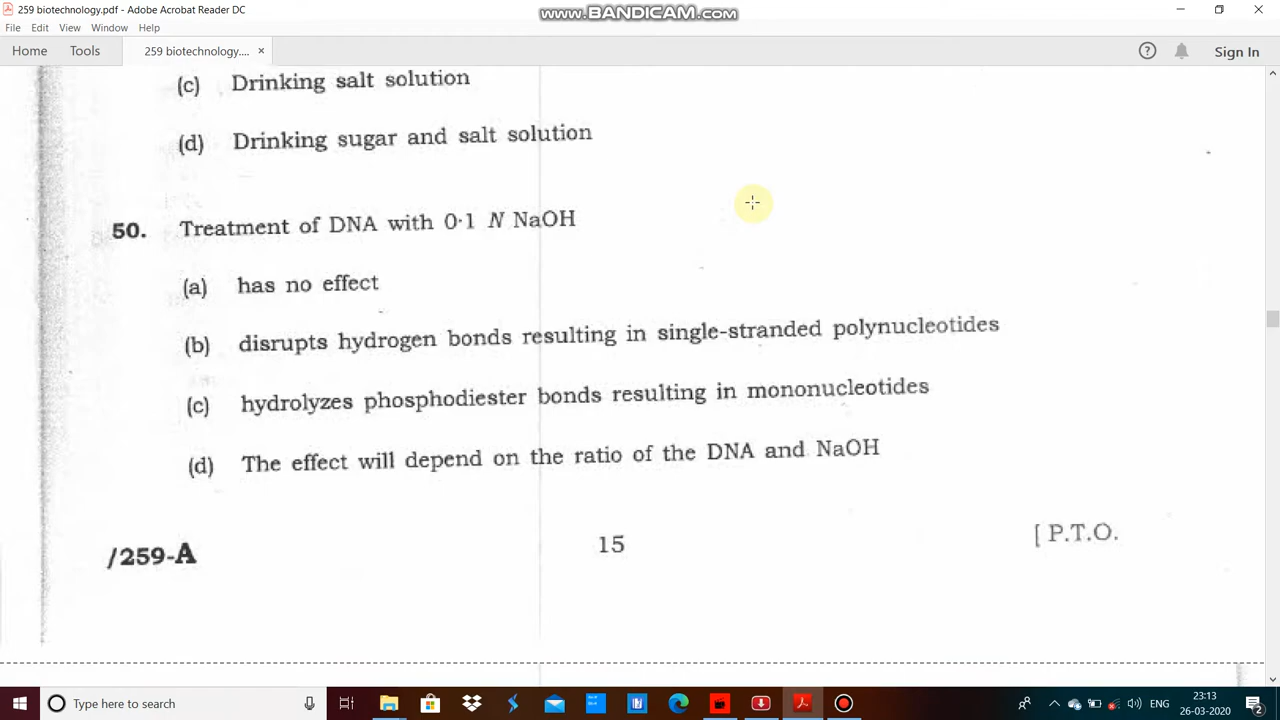 259 biotechnology.pdf - Adobe Acrobat Reader DC
www.BANDICAM.com
File Edit View Window Help
Home Tools 259 biotechnology.... × Sign In
(c) Drinking salt solution
(d) Drinking sugar and salt solution
50. Treatment of DNA with 0·1 N NaOH
(a) has no effect
(b) disrupts hydrogen bonds resulting in single-stranded polynucleotides
(c) hydrolyzes phosphodiester bonds resulting in mononucleotides
(d) The effect will depend on the ratio of the DNA and NaOH
/259-A 15 [ P.T.O.
Type here to search
ENG
23:13
26-03-2020
2